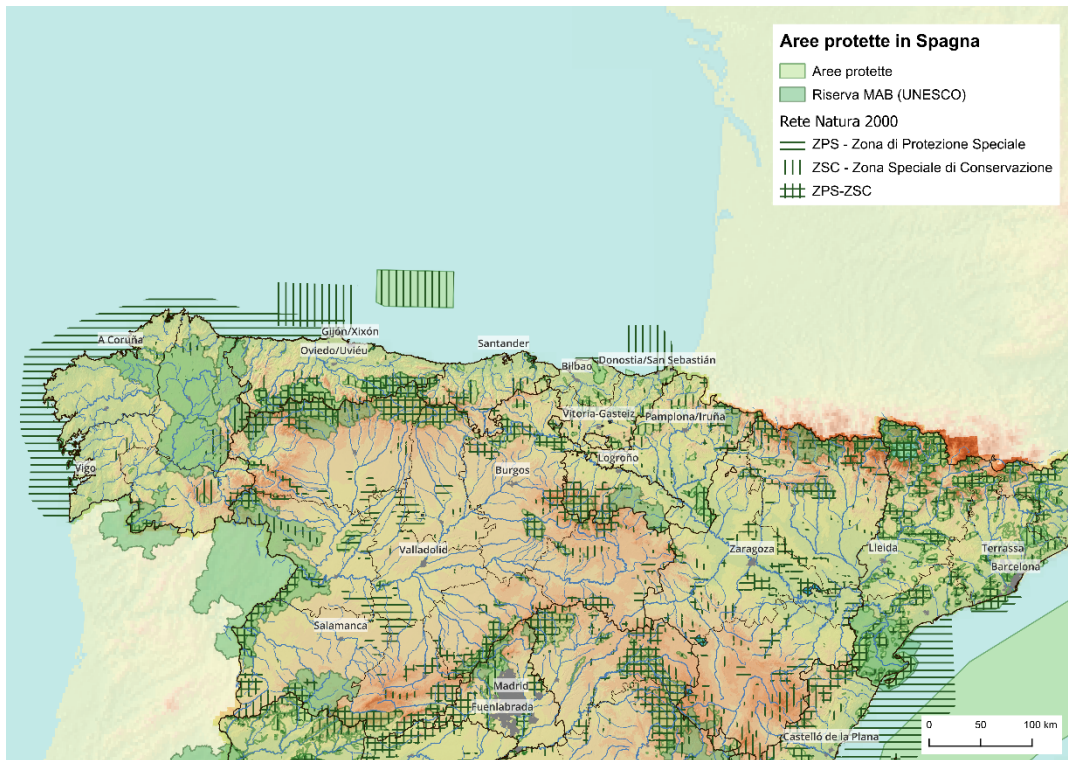 Aree protette in Spagna
Aree protette
Riserva MAB (UNESCO)
Rete Natura 2000
ZPS - Zona di Protezione Speciale
ZSC - Zona Speciale di Conservazione
ZPS-ZSC
A Coruña
Gijón/Xixón
Oviedo/Uviéu
Santander
Bilbao
Donostia/San Sebastián
Vitoria-Gasteiz
Pamplona/Iruña
Vigo
Burgos
Logroño
Valladolid
Zaragoza
Lleida
Terrassa
Barcelona
Salamanca
Madrid
Fuenlabrada
Castelló de la Plana
0 50 100 km